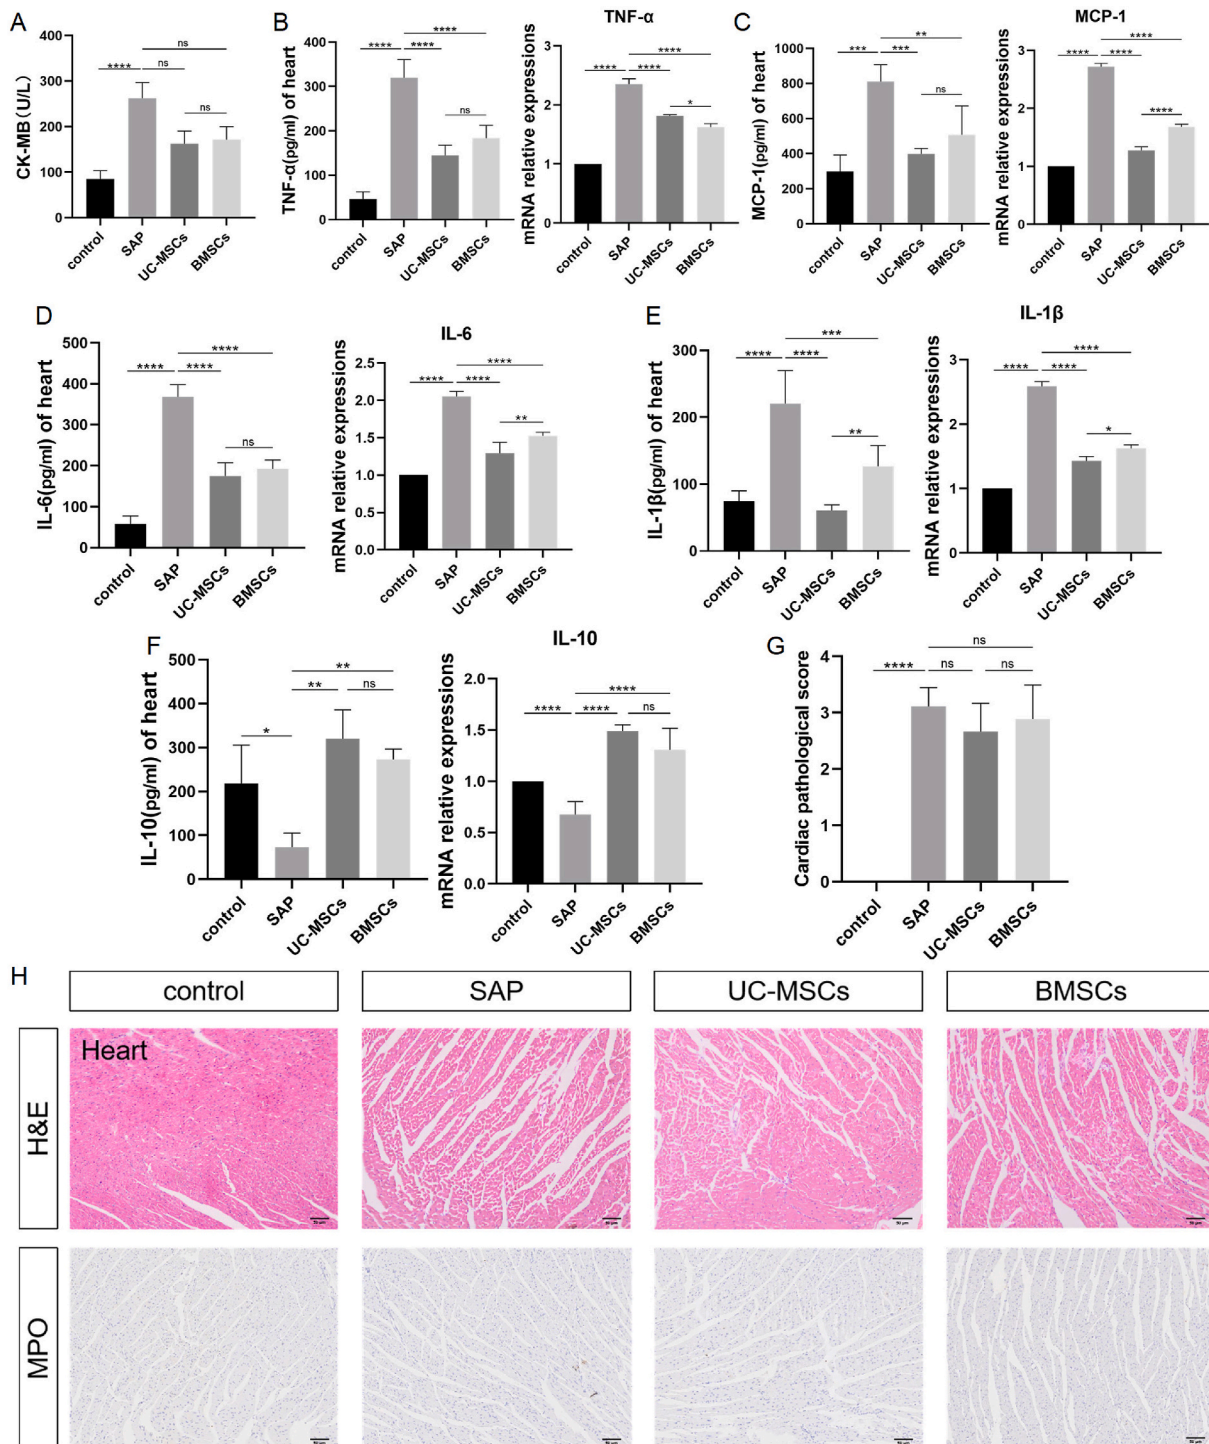 A
CK-MB(U/L)
400
300
200
100
0
****
ns
ns
ns
control
SAP
UC-MSCs
BMSCs
B
TNF-α(pg/ml) of heart
400
300
200
100
0
****
****
****
ns
control
SAP
UC-MSCs
BMSCs
TNF-α
mRNA relative expressions
3
2
1
0
****
****
****
*
control
SAP
UC-MSCs
BMSCs
C
MCP-1(pg/ml) of heart
1000
800
600
400
200
0
***
***
**
ns
control
SAP
UC-MSCs
BMSCs
MCP-1
mRNA relative expressions
3
2
1
0
****
****
****
****
control
SAP
UC-MSCs
BMSCs
D
IL-6(pg/ml) of heart
500
400
300
200
100
0
****
****
****
ns
control
SAP
UC-MSCs
BMSCs
IL-6
mRNA relative expressions
2.5
2.0
1.5
1.0
0.5
0.0
****
****
****
**
control
SAP
UC-MSCs
BMSCs
E
IL-1β(pg/ml) of heart
300
200
100
0
****
****
***
**
control
SAP
UC-MSCs
BMSCs
IL-1β
mRNA relative expressions
3
2
1
0
****
****
****
*
control
SAP
UC-MSCs
BMSCs
F
IL-10(pg/ml) of heart
500
400
300
200
100
0
*
**
**
ns
control
SAP
UC-MSCs
BMSCs
IL-10
mRNA relative expressions
2.0
1.5
1.0
0.5
0.0
****
****
****
ns
control
SAP
UC-MSCs
BMSCs
G
Cardiac pathological score
4
3
2
1
0
****
ns
ns
ns
control
SAP
UC-MSCs
BMSCs
H
control
SAP
UC-MSCs
BMSCs
H&E
Heart
MPO